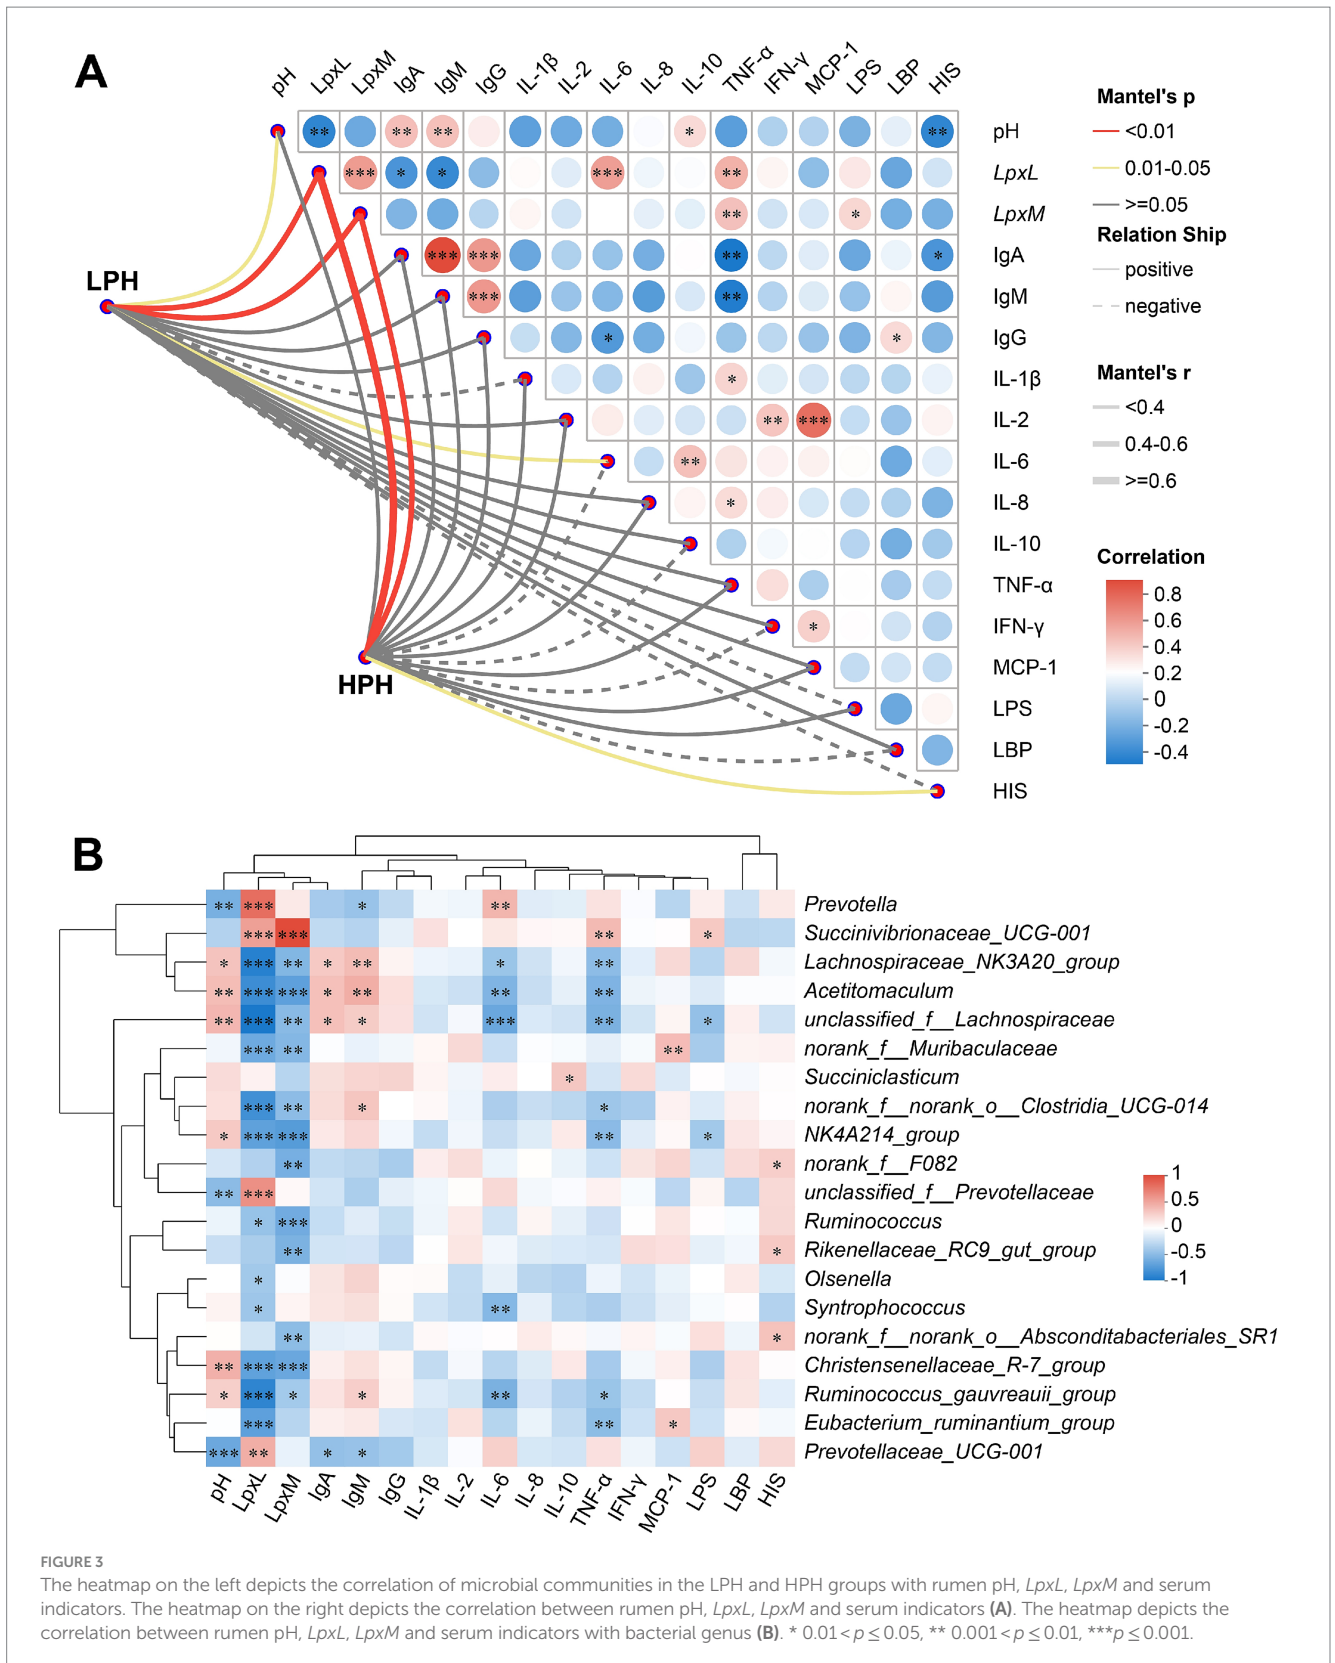 A
pH LpxL LpxM IgA IgM IgG IL-1β IL-2 IL-6 IL-8 IL-10 TNF-α IFN-γ MCP-1 LPS LBP HIS
** ** ** * ** pH
*** * * *** ** LpxL
** * LpxM
*** *** ** * IgA
*** ** IgM
* * IgG
* IL-1β
** *** IL-2
** IL-6
* IL-8
IL-10
TNF-α
* IFN-γ
MCP-1
LPS
LBP
HIS
LPH
HPH
Mantel's p
<0.01
0.01-0.05
>=0.05
Relation Ship
positive
negative
Mantel's r
<0.4
0.4-0.6
>=0.6
Correlation
0.8
0.6
0.4
0.2
0
-0.2
-0.4
B
** *** * ** Prevotella
*** *** ** * Succinivibrionaceae_UCG-001
* *** ** * ** * ** Lachnospiraceae_NK3A20_group
** *** *** * ** ** ** Acetitomaculum
** *** ** * * *** ** * unclassified_f__Lachnospiraceae
*** ** ** norank_f__Muribaculaceae
* Succiniclasticum
*** ** * * norank_f__norank_o__Clostridia_UCG-014
* *** *** ** * NK4A214_group
** * norank_f__F082
** *** unclassified_f__Prevotellaceae
* *** Ruminococcus
** * Rikenellaceae_RC9_gut_group
* Olsenella
* ** Syntrophococcus
** * norank_f__norank_o__Absconditabacteriales_SR1
** *** *** Christensenellaceae_R-7_group
* *** * * ** * Ruminococcus_gauvreauii_group
*** ** * Eubacterium_ruminantium_group
*** ** * * Prevotellaceae_UCG-001
pH LpxL LpxM IgA IgM IgG IL-1β IL-2 IL-6 IL-8 IL-10 TNF-α IFN-γ MCP-1 LPS LBP HIS
1
0.5
0
-0.5
-1
FIGURE 3
The heatmap on the left depicts the correlation of microbial communities in the LPH and HPH groups with rumen pH, LpxL, LpxM and serum
indicators. The heatmap on the right depicts the correlation between rumen pH, LpxL, LpxM and serum indicators (A). The heatmap depicts the
correlation between rumen pH, LpxL, LpxM and serum indicators with bacterial genus (B). * 0.01<p≤0.05, ** 0.001<p≤0.01, ***p≤0.001.